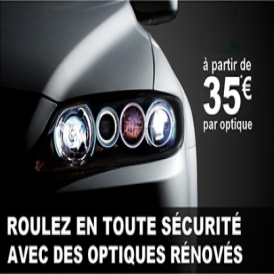 à partir de
35€
par optique
ROULEZ EN TOUTE SÉCURITÉ
AVEC DES OPTIQUES RÉNOVÉS